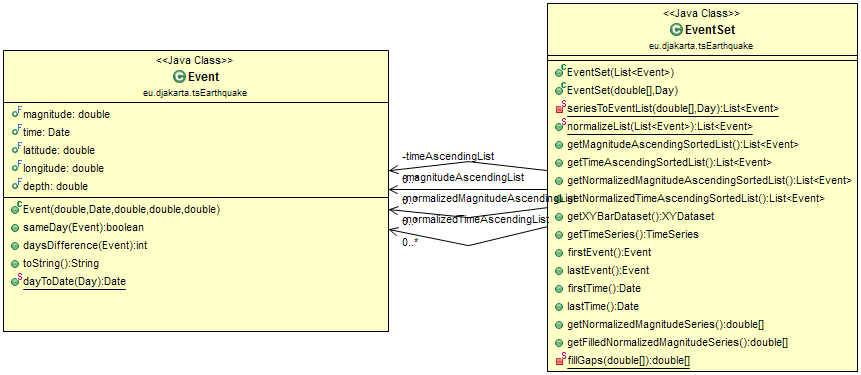 <<Java Class>>
Event
eu.djakarta.tsEarthquake
magnitude: double
time: Date
latitude: double
longitude: double
depth: double
Event(double,Date,double,double,double)
sameDay(Event):boolean
daysDifference(Event):int
toString():String
dayToDate(Day):Date
-timeAscendingList
0..*
-magnitudeAscendingList
0..*
-normalizedMagnitudeAscendingList
0..*
-normalizedTimeAscendingList
0..*
<<Java Class>>
EventSet
eu.djakarta.tsEarthquake
EventSet(List<Event>)
EventSet(double[],Day)
seriesToEventList(double[],Day):List<Event>
normalizeList(List<Event>):List<Event>
getMagnitudeAscendingSortedList():List<Event>
getTimeAscendingSortedList():List<Event>
getNormalizedMagnitudeAscendingSortedList():List<Event>
getNormalizedTimeAscendingSortedList():List<Event>
getXYBarDataset():XYDataset
getTimeSeries():TimeSeries
firstEvent():Event
lastEvent():Event
firstTime():Date
lastTime():Date
getNormalizedMagnitudeSeries():double[]
getFilledNormalizedMagnitudeSeries():double[]
fillGaps(double[]):double[]